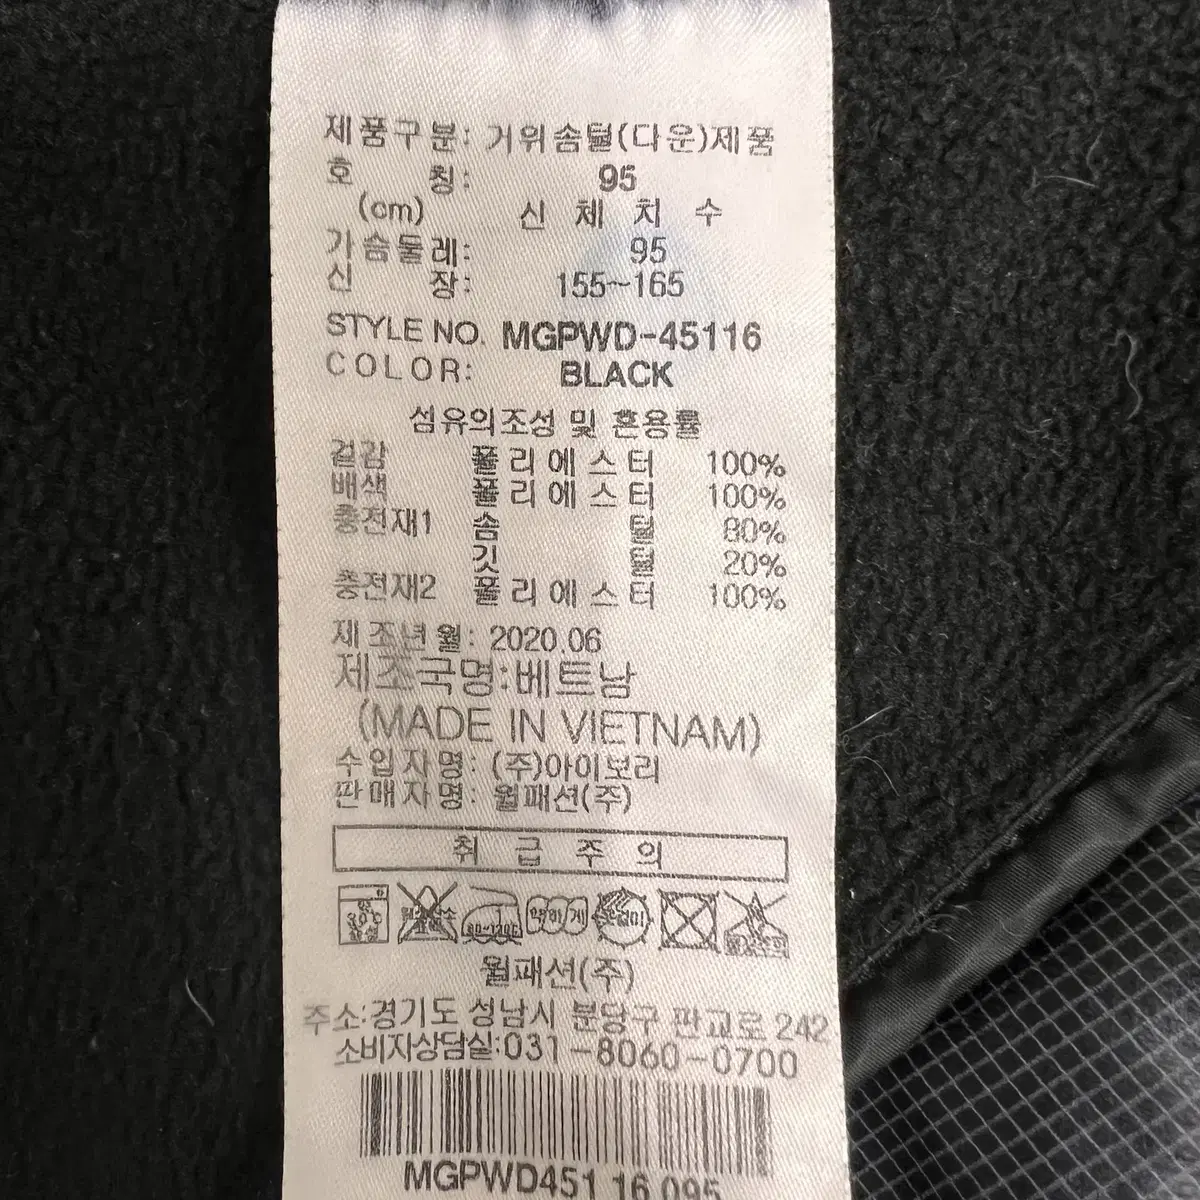 제품구분: 거위솜털(다운)제품
호 칭: 95
(cm) 신 체 치 수
가슴둘레: 95
신 장: 155~165
STYLE NO. MGPWD-45116
COLOR: BLACK
섬유의조성 및 혼용률
겉감 폴리에스터 100%
배색 폴리에스터 100%
충전재1 솜 털 80%
깃 털 20%
충전재2 폴리에스터 100%
제조년월: 2020.06
제조국명:베트남
(MADE IN VIETNAM)
수입자명: (주)아이보리
판매자명: 월패션(주)
취 급 주 의
약하게 옷걸이
월패션(주)
주소:경기도 성남시 분당구 판교로 242
소비자상담실:031-8060-0700
MGPWD451 16 095